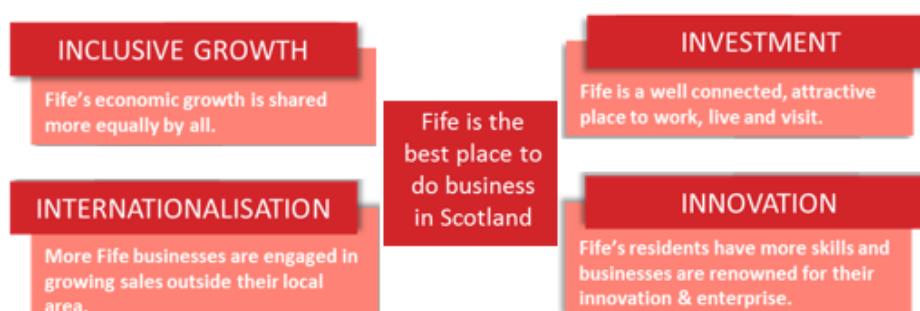 INCLUSIVE GROWTH
Fife's economic growth is shared
more equally by all.
INTERNATIONALISATION
More Fife businesses are engaged in
growing sales outside their local
area.
Fife is the
best place to
do business
in Scotland
INVESTMENT
Fife is a well connected, attractive
place to work, live and visit.
INNOVATION
Fife's residents have more skills and
businesses are renowned for their
innovation & enterprise.